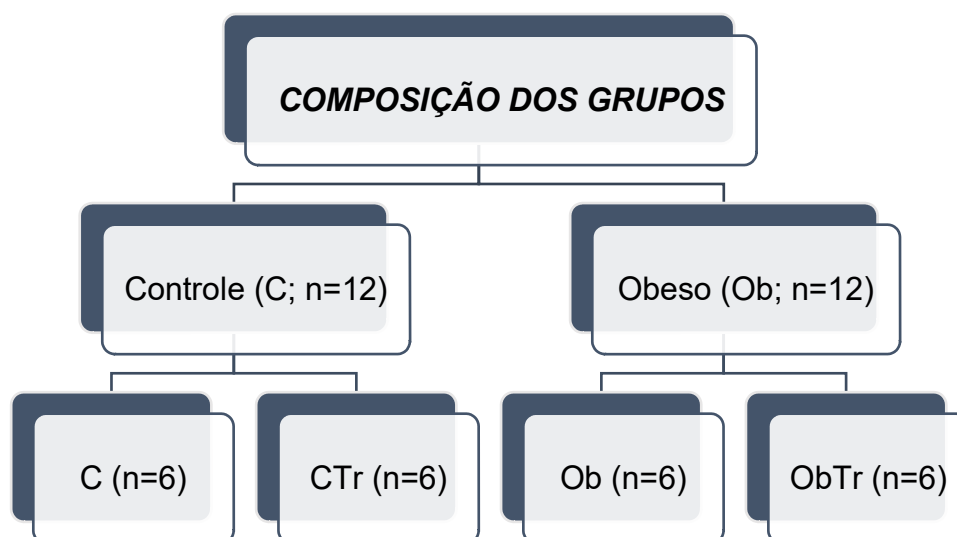 COMPOSIÇÃO DOS GRUPOS
Controle (C; n=12)
Obeso (Ob; n=12)
C (n=6)
CTr (n=6)
Ob (n=6)
ObTr (n=6)